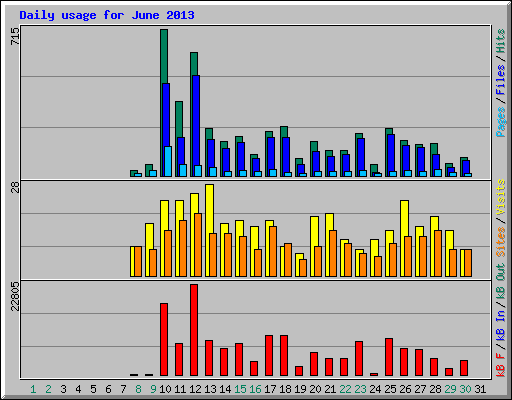 Daily usage for June 2013
715
28
22805
Pages / Files / Hits
Sites / Visits
kB F / kB In / kB Out
1 2 3 4 5 6 7 8 9 10 11 12 13 14 15 16 17 18 19 20 21 22 23 24 25 26 27 28 29 30 31